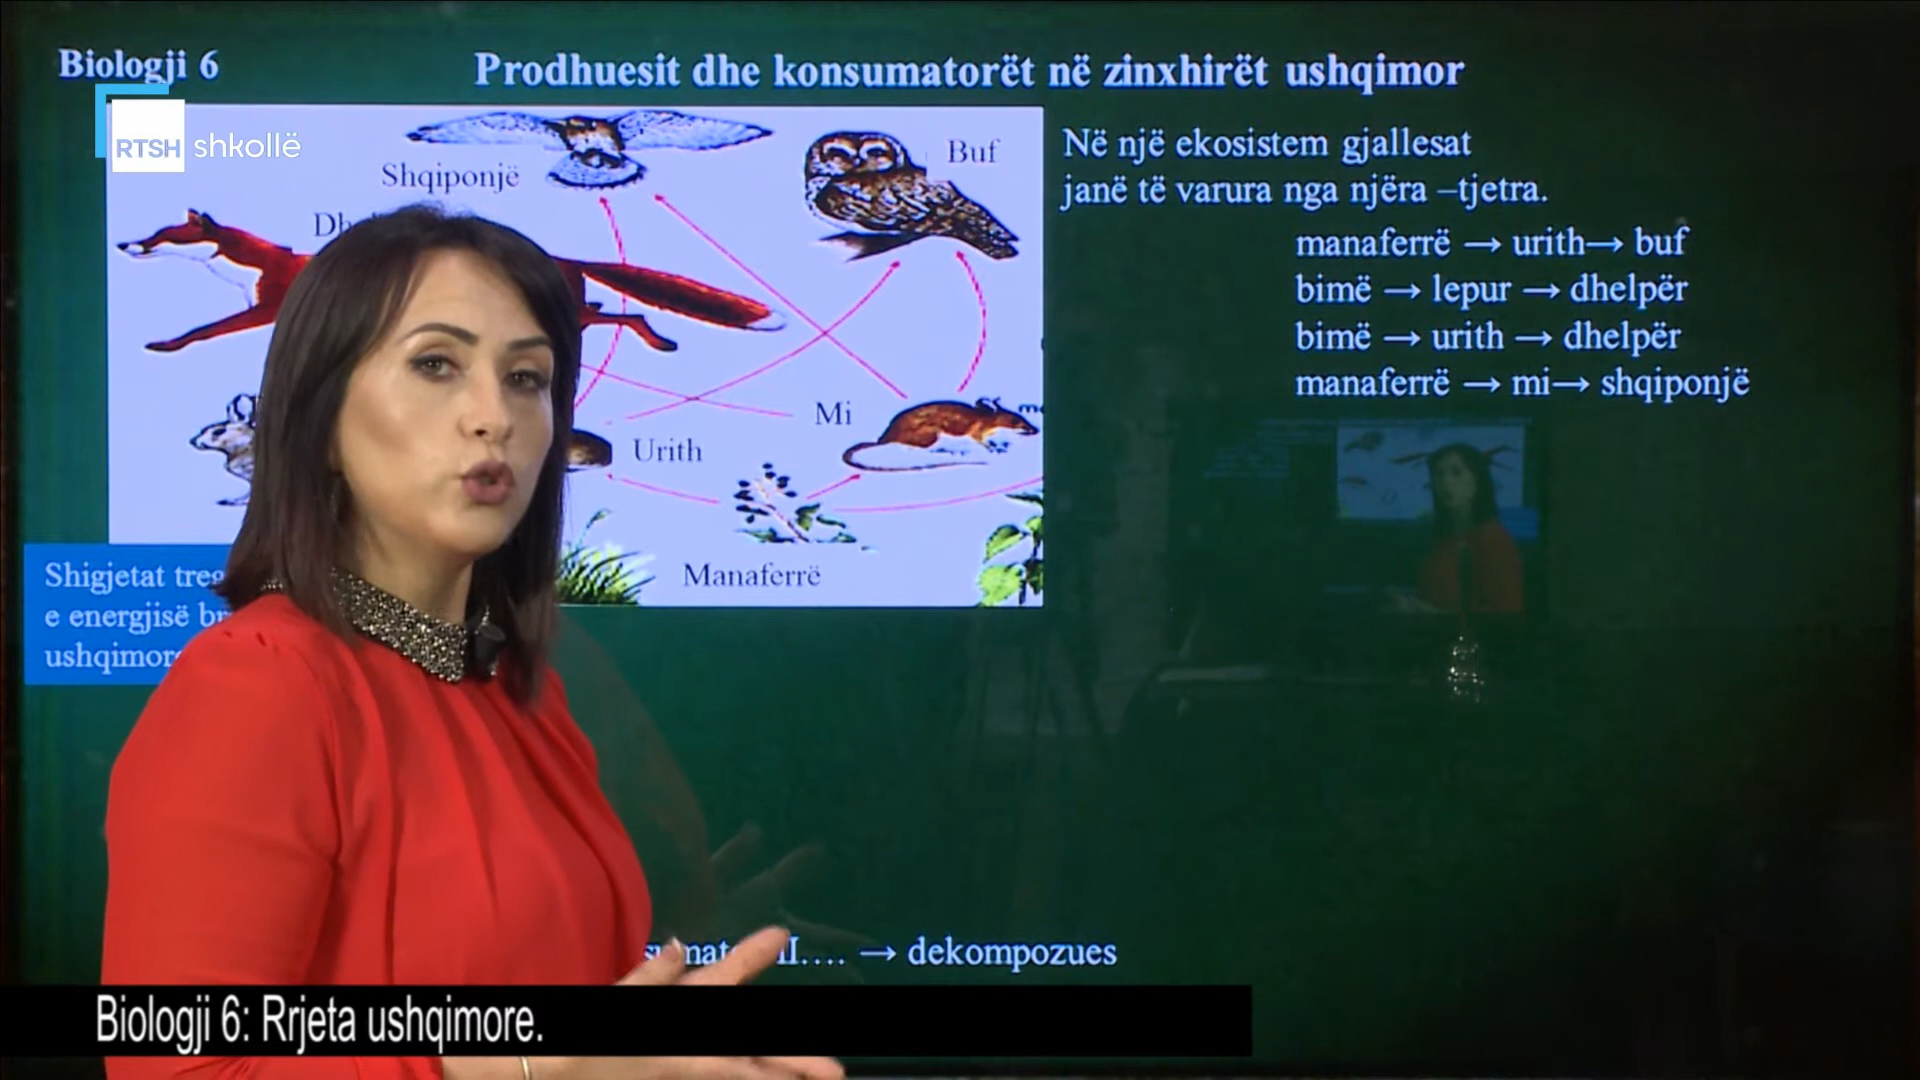 Biologji 6
Prodhuesit dhe konsumatorët në zinxhirët ushqimor
RTSH shkollë
Shqiponjë
Buf
Urith
Mi
Manaferrë
Në një ekosistem gjallesat
janë të varura nga njëra –tjetra.
manaferrë → urith→ buf
bimë → lepur → dhelpër
bimë → urith → dhelpër
manaferrë → mi→ shqiponjë
Shigjetat
e energjisë
→ dekompozues
Biologji 6: Rrjeta ushqimore.